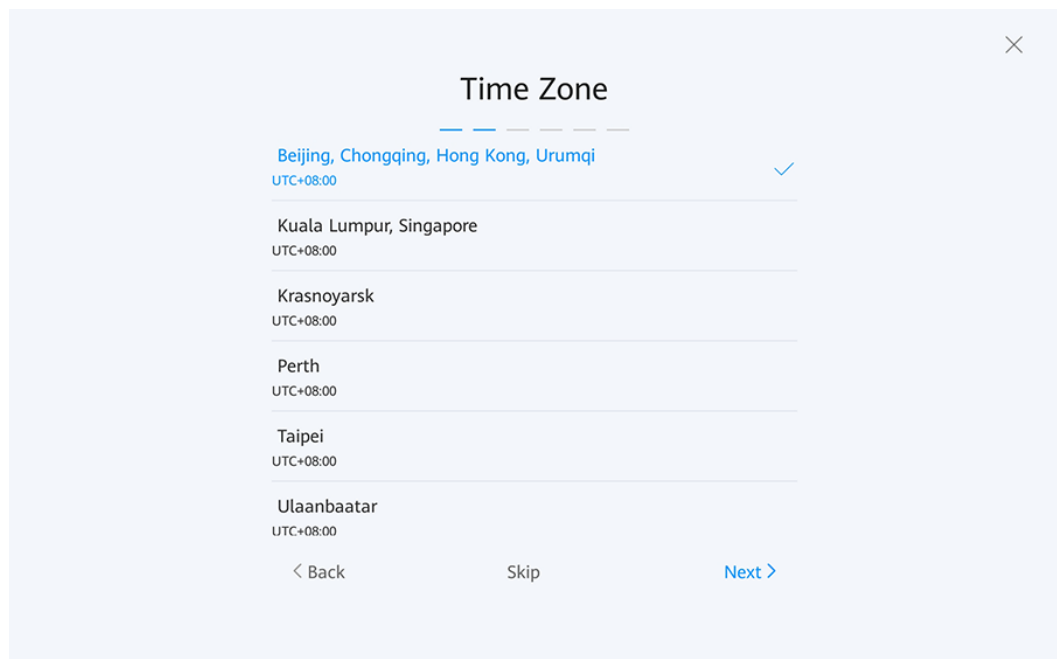 Time Zone
Beijing, Chongqing, Hong Kong, Urumqi
UTC+08:00
Kuala Lumpur, Singapore
UTC+08:00
Krasnoyarsk
UTC+08:00
Perth
UTC+08:00
Taipei
UTC+08:00
Ulaanbaatar
UTC+08:00
Back Skip Next